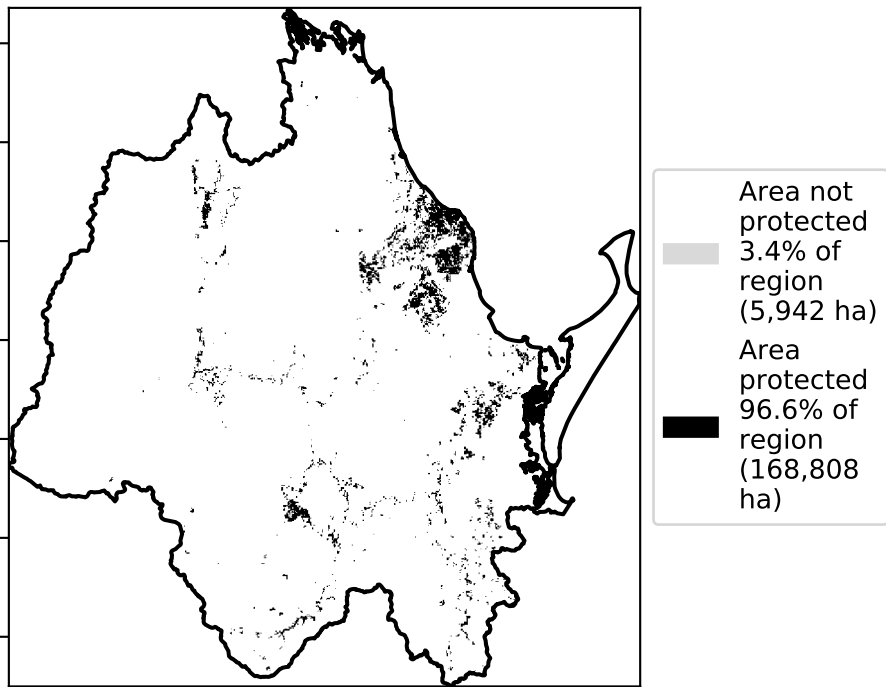 Area not
protected
3.4% of
region
(5,942 ha)
Area
protected
96.6% of
region
(168,808
ha)